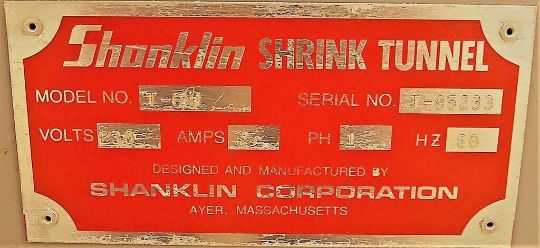 Shanklin SHRINK TUNNEL
MODEL NO. SERIAL NO. T-85233
VOLTS AMPS PH 1 HZ 60
DESIGNED AND MANUFACTURED BY
SHANKLIN CORPORATION
AYER, MASSACHUSETTS